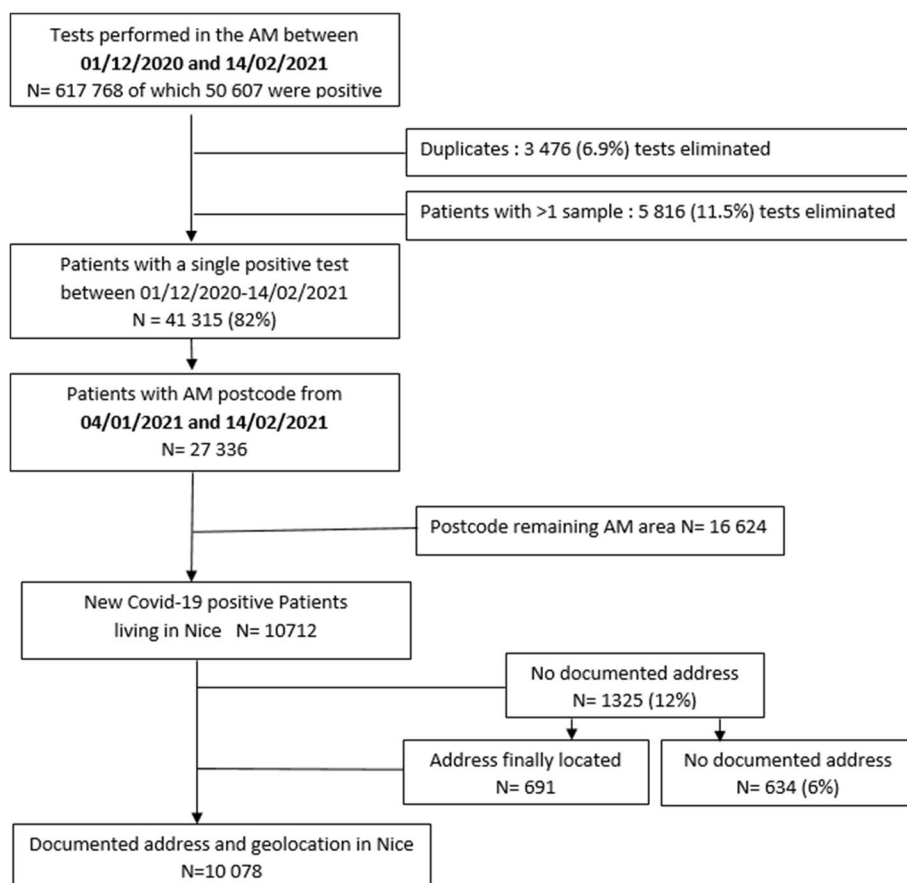 Tests performed in the AM between
01/12/2020 and 14/02/2021
N= 617 768 of which 50 607 were positive
Duplicates : 3 476 (6.9%) tests eliminated
Patients with >1 sample : 5 816 (11.5%) tests eliminated
Patients with a single positive test
between 01/12/2020-14/02/2021
N = 41 315 (82%)
Patients with AM postcode from
04/01/2021 and 14/02/2021
N= 27 336
Postcode remaining AM area N= 16 624
New Covid-19 positive Patients
living in Nice N= 10712
No documented address
N= 1325 (12%)
Address finally located
N= 691
No documented address
N= 634 (6%)
Documented address and geolocation in Nice
N=10 078